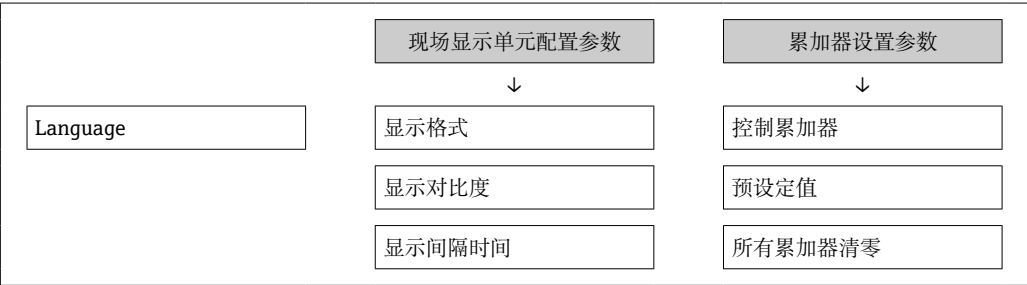 现场显示单元配置参数
累加器设置参数
↓
↓
Language
显示格式
控制累加器
显示对比度
预设定值
显示间隔时间
所有累加器清零